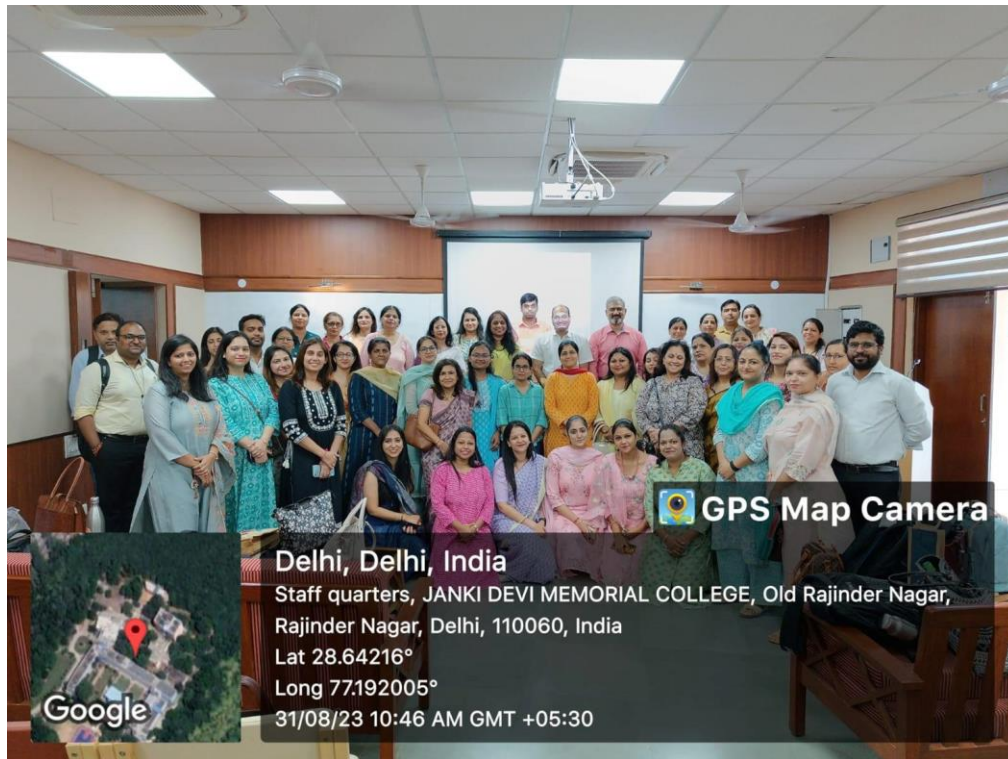 GPS Map Camera
Delhi, Delhi, India
Staff quarters, JANKI DEVI MEMORIAL COLLEGE, Old Rajinder Nagar,
Rajinder Nagar, Delhi, 110060, India
Lat 28.64216°
Long 77.192005°
31/08/23 10:46 AM GMT +05:30
Google